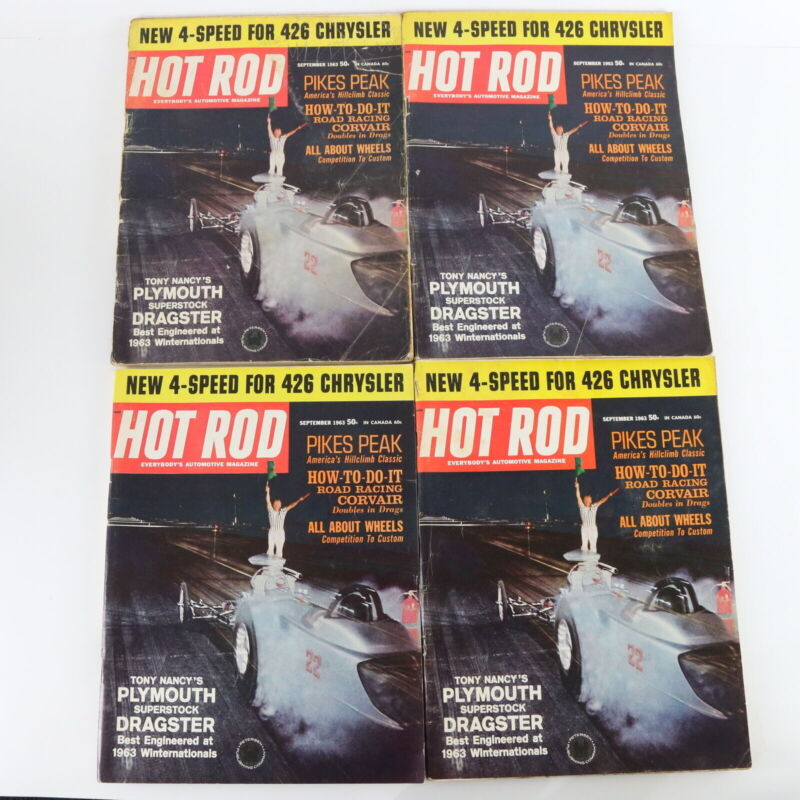 NEW 4-SPEED FOR 426 CHRYSLER
SEPTEMBER 1963 50¢ IN CANADA 60¢
HOT ROD
EVERYBODY'S AUTOMOTIVE MAGAZINE
PIKES PEAK
America's Hillclimb Classic
HOW-TO-DO-IT
ROAD RACING
CORVAIR
Doubles in Drags
ALL ABOUT WHEELS
Competition To Custom
22
TONY NANCY'S
PLYMOUTH
SUPERSTOCK
DRAGSTER
Best Engineered at
1963 Winternationals
NEW 4-SPEED FOR 426 CHRYSLER
SEPTEMBER 1963 50¢ IN CANADA 60¢
HOT ROD
EVERYBODY'S AUTOMOTIVE MAGAZINE
PIKES PEAK
America's Hillclimb Classic
HOW-TO-DO-IT
ROAD RACING
CORVAIR
Doubles in Drags
ALL ABOUT WHEELS
Competition To Custom
22
TONY NANCY'S
PLYMOUTH
SUPERSTOCK
DRAGSTER
Best Engineered at
1963 Winternationals
NEW 4-SPEED FOR 426 CHRYSLER
SEPTEMBER 1963 50¢ IN CANADA 60¢
HOT ROD
EVERYBODY'S AUTOMOTIVE MAGAZINE
PIKES PEAK
America's Hillclimb Classic
HOW-TO-DO-IT
ROAD RACING
CORVAIR
Doubles in Drags
ALL ABOUT WHEELS
Competition To Custom
22
TONY NANCY'S
PLYMOUTH
SUPERSTOCK
DRAGSTER
Best Engineered at
1963 Winternationals
NEW 4-SPEED FOR 426 CHRYSLER
SEPTEMBER 1963 50¢ IN CANADA 60¢
HOT ROD
EVERYBODY'S AUTOMOTIVE MAGAZINE
PIKES PEAK
America's Hillclimb Classic
HOW-TO-DO-IT
ROAD RACING
CORVAIR
Doubles in Drags
ALL ABOUT WHEELS
Competition To Custom
22
TONY NANCY'S
PLYMOUTH
SUPERSTOCK
DRAGSTER
Best Engineered at
1963 Winternationals